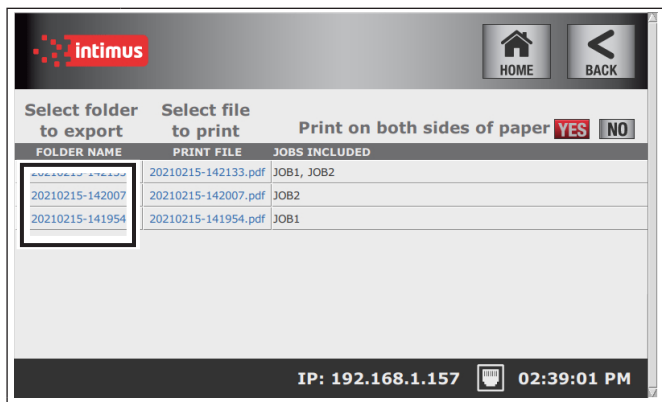 intimus
HOME
BACK
Select folder to export
Select file to print
Print on both sides of paper YES NO
FOLDER NAME PRINT FILE JOBS INCLUDED
20210215-142133.pdf JOB1, JOB2
20210215-142007 20210215-142007.pdf JOB2
20210215-141954 20210215-141954.pdf JOB1
IP: 192.168.1.157 02:39:01 PM